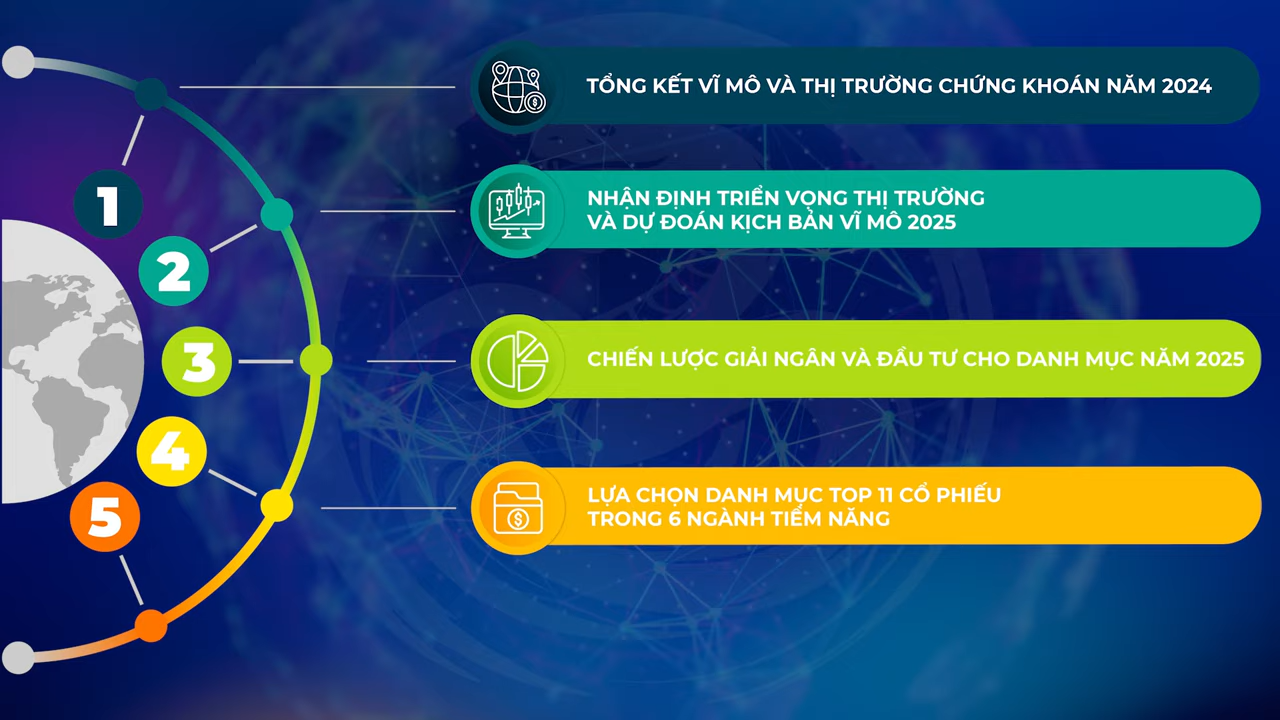 1
TỔNG KẾT VĨ MÔ VÀ THỊ TRƯỜNG CHỨNG KHOÁN NĂM 2024
2
NHẬN ĐỊNH TRIỂN VỌNG THỊ TRƯỜNG
VÀ DỰ ĐOÁN KỊCH BẢN VĨ MÔ 2025
3
CHIẾN LƯỢC GIẢI NGÂN VÀ ĐẦU TƯ CHO DANH MỤC NĂM 2025
4
LỰA CHỌN DANH MỤC TOP 11 CỔ PHIẾU
TRONG 6 NGÀNH TIỀM NĂNG
5